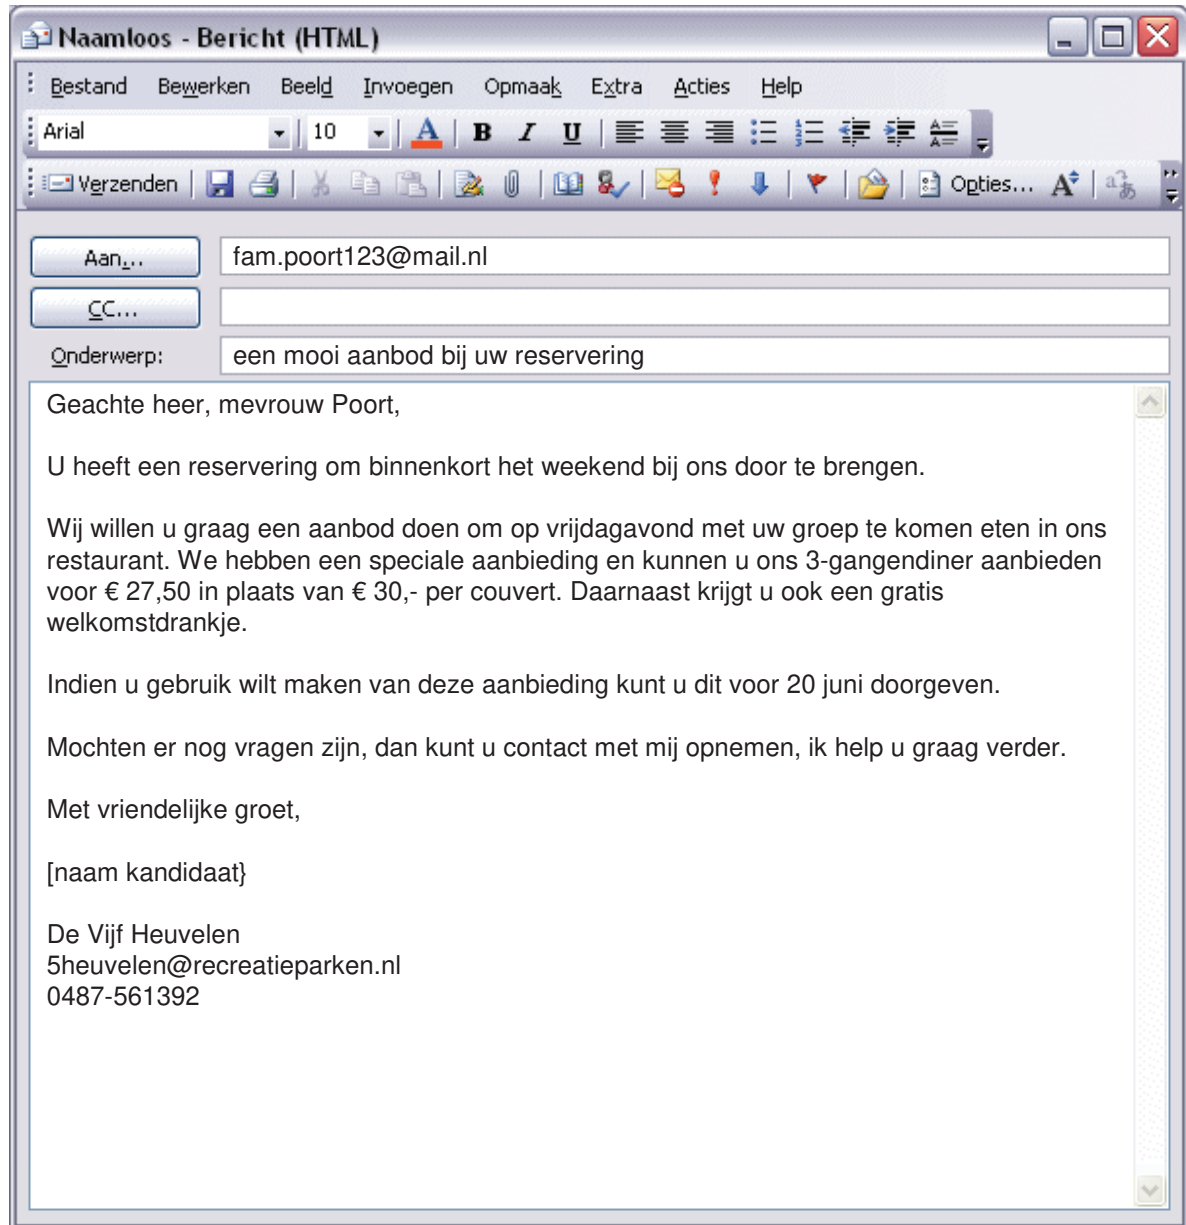 Naamloos - Bericht (HTML)
Bestand Bewerken Beeld Invoegen Opmaak Extra Acties Help
Arial 10 A B I U
Verzenden Opties...
Aan... fam.poort123@mail.nl
CC...
Onderwerp: een mooi aanbod bij uw reservering
Geachte heer, mevrouw Poort,
U heeft een reservering om binnenkort het weekend bij ons door te brengen.
Wij willen u graag een aanbod doen om op vrijdagavond met uw groep te komen eten in ons
restaurant. We hebben een speciale aanbieding en kunnen u ons 3-gangendiner aanbieden
voor € 27,50 in plaats van € 30,- per couvert. Daarnaast krijgt u ook een gratis
welkomstdrankje.
Indien u gebruik wilt maken van deze aanbieding kunt u dit voor 20 juni doorgeven.
Mochten er nog vragen zijn, dan kunt u contact met mij opnemen, ik help u graag verder.
Met vriendelijke groet,
[naam kandidaat}
De Vijf Heuvelen
5heuvelen@recreatieparken.nl
0487-561392